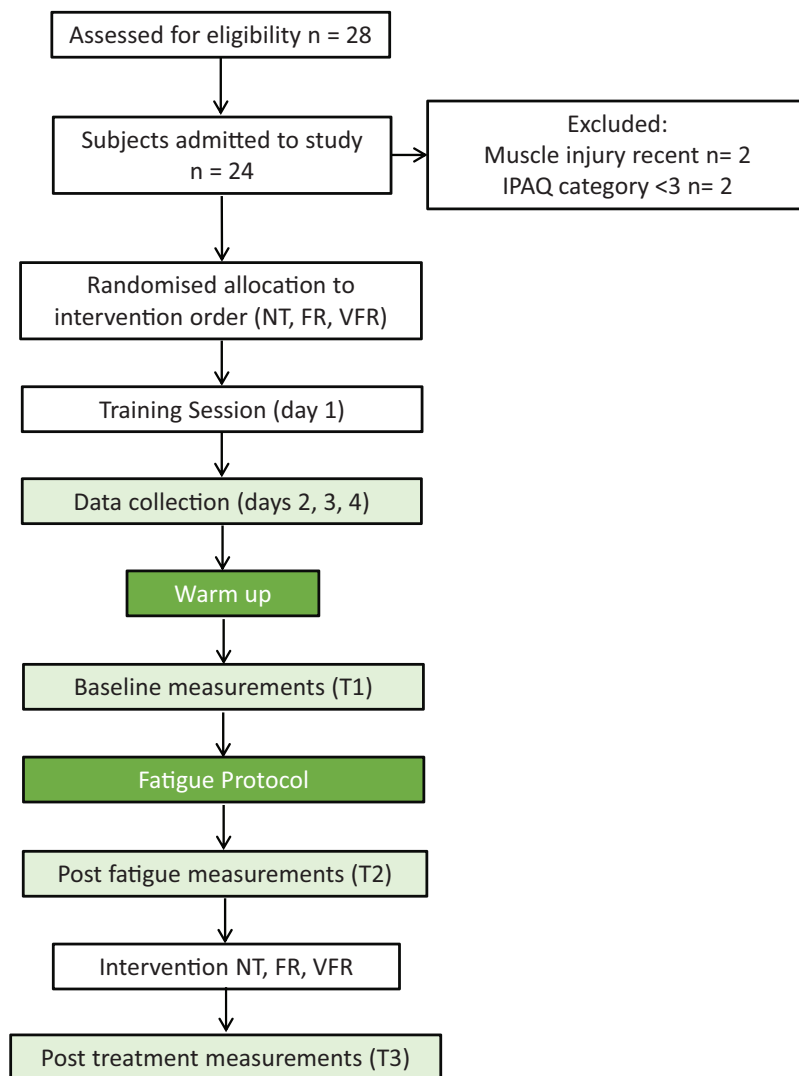 Assessed for eligibility n = 28
Subjects admitted to study
n = 24
Excluded:
Muscle injury recent n= 2
IPAQ category <3 n= 2
Randomised allocation to
intervention order (NT, FR, VFR)
Training Session (day 1)
Data collection (days 2, 3, 4)
Warm up
Baseline measurements (T1)
Fatigue Protocol
Post fatigue measurements (T2)
Intervention NT, FR, VFR
Post treatment measurements (T3)